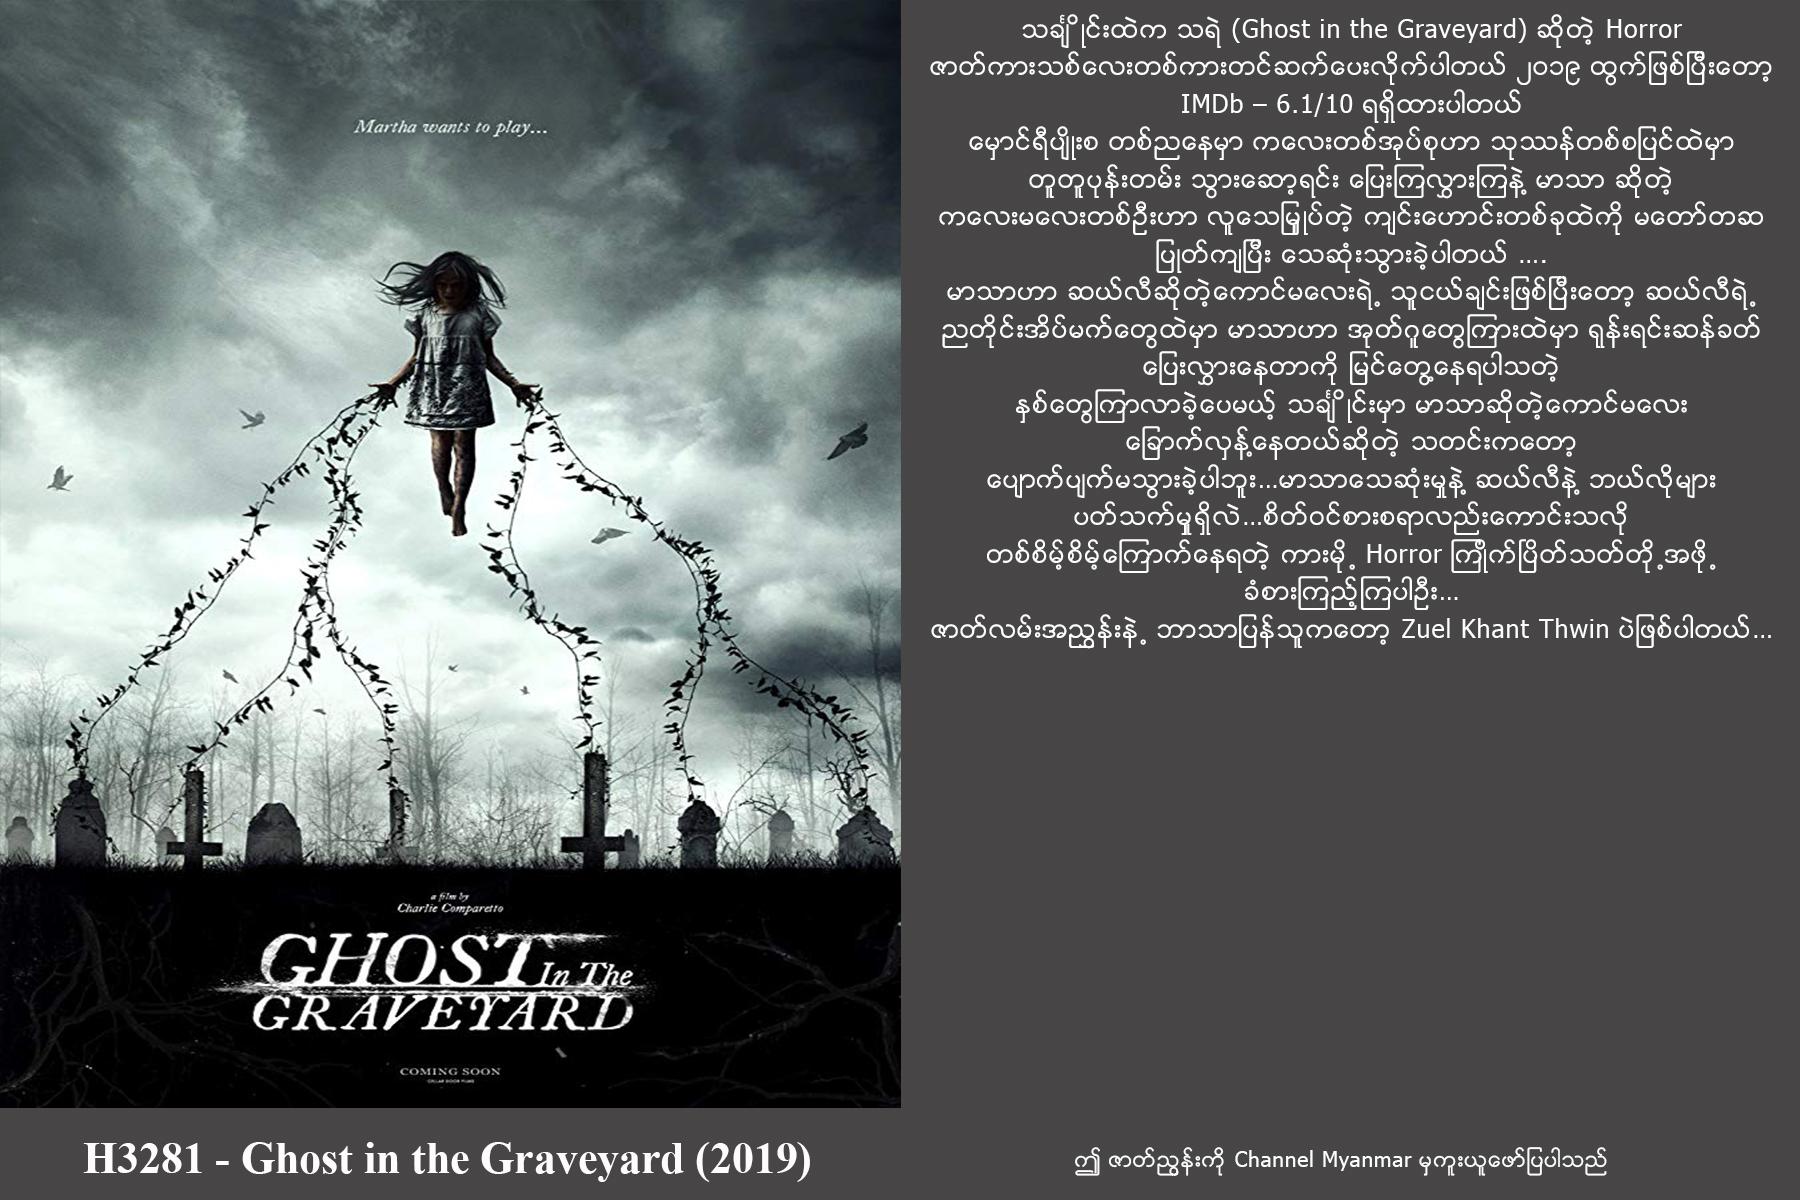 Martha wants to play...
a film by
Charlie Comparetto
GHOST In The
GRAVEYARD
COMING SOON
CELLAR DOOR FILMS
H3281 - Ghost in the Graveyard (2019)
သင်္ချိုင်းထဲက သရဲ (Ghost in the Graveyard) ဆိုတဲ့ Horror
ဇာတ်ကားသစ်လေးတစ်ကားတင်ဆက်ပေးလိုက်ပါတယ် ၂၀၁၉ ထွက်ဖြစ်ပြီးတော့
IMDb – 6.1/10 ရရှိထားပါတယ်
မှောင်ရီပျိုးစ တစ်ညနေမှာ ကလေးတစ်အုပ်စုဟာ သုဿန်တစ်စပြင်ထဲမှာ
တူတူပုန်းတမ်း သွားဆော့ရင်း ပြေးကြလွှားကြနဲ့ မာသာ ဆိုတဲ့
ကလေးမလေးတစ်ဦးဟာ လူသေမြှုပ်တဲ့ ကျင်းဟောင်းတစ်ခုထဲကို မတော်တဆ
ပြုတ်ကျပြီး သေဆုံးသွားခဲ့ပါတယ် ....
မာသာဟာ ဆယ်လီဆိုတဲ့ကောင်မလေးရဲ့ သူငယ်ချင်းဖြစ်ပြီးတော့ ဆယ်လီရဲ့
ညတိုင်းအိပ်မက်တွေထဲမှာ မာသာဟာ အုတ်ဂူတွေကြားထဲမှာ ရုန်းရင်းဆန်ခတ်
ပြေးလွှားနေတာကို မြင်တွေ့နေရပါသတဲ့
နှစ်တွေကြာလာခဲ့ပေမယ့် သင်္ချိုင်းမှာ မာသာဆိုတဲ့ကောင်မလေး
ခြောက်လှန့်နေတယ်ဆိုတဲ့ သတင်းကတော့
ပျောက်ပျက်မသွားခဲ့ပါဘူး...မာသာသေဆုံးမှုနဲ့ ဆယ်လီနဲ့ ဘယ်လိုများ
ပတ်သက်မှုရှိလဲ...စိတ်ဝင်စားစရာလည်းကောင်းသလို
တစ်စိမ့်စိမ့်ကြောက်နေရတဲ့ ကားမို့ Horror ကြိုက်ပြိတ်သတ်တို့အဖို့
ခံစားကြည့်ကြပါဦး...
ဇာတ်လမ်းအညွှန်းနဲ့ ဘာသာပြန်သူကတော့ Zuel Khant Thwin ပဲဖြစ်ပါတယ်...
ဤ ဇာတ်ညွှန်းကို Channel Myanmar မှကူးယူဖော်ပြပါသည်